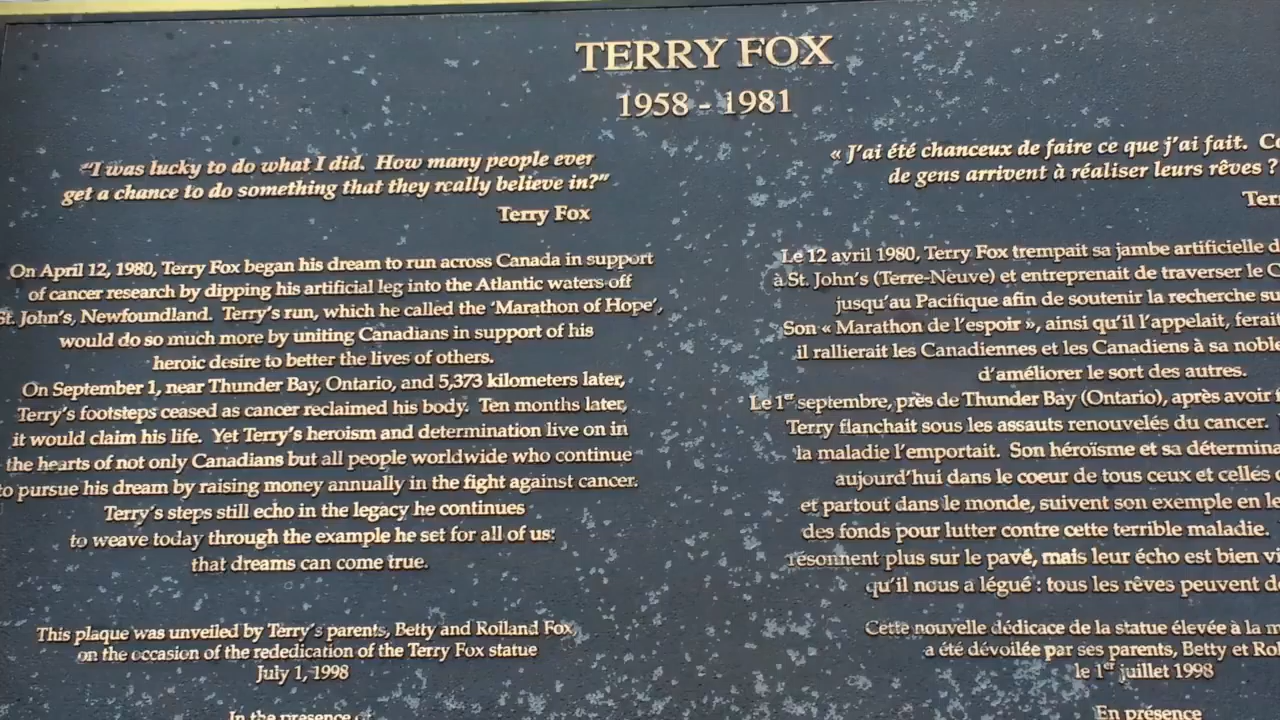 TERRY FOX
1958 - 1981
"I was lucky to do what I did. How many people ever
get a chance to do something that they really believe in?"
Terry Fox
On April 12, 1980, Terry Fox began his dream to run across Canada in support
of cancer research by dipping his artificial leg into the Atlantic waters off
St. John's, Newfoundland. Terry's run, which he called the 'Marathon of Hope',
would do so much more by uniting Canadians in support of his
heroic desire to better the lives of others.
On September 1, near Thunder Bay, Ontario, and 5,373 kilometers later,
Terry's footsteps ceased as cancer reclaimed his body. Ten months later,
it would claim his life. Yet Terry's heroism and determination live on in
the hearts of not only Canadians but all people worldwide who continue
to pursue his dream by raising money annually in the fight against cancer.
Terry's steps still echo in the legacy he continues
to weave today through the example he set for all of us:
that dreams can come true.
This plaque was unveiled by Terry's parents, Betty and Rolland Fox,
on the occasion of the rededication of the Terry Fox statue
July 1, 1998
In the presence of
« J'ai été chanceux de faire ce que j'ai fait.
de gens arrivent à réaliser leurs rêves ?
Le 12 avril 1980, Terry Fox trempait sa jambe artificielle
à St. John's (Terre-Neuve) et entreprenait de traverser le
jusqu'au Pacifique afin de soutenir la recherche
Son « Marathon de l'espoir », ainsi qu'il l'appelait,
il rallierait les Canadiennes et les Canadiens à sa noble
d'améliorer le sort des autres.
Le 1er septembre, près de Thunder Bay (Ontario), après avoir
Terry flanchait sous les assauts renouvelés du cancer.
la maladie l'emportait. Son héroïsme et sa
aujourd'hui dans le coeur de tous ceux et celles
et partout dans le monde, suivent son exemple en
des fonds pour lutter contre cette terrible maladie.
résonnent plus sur le pavé, mais leur écho est bien
qu'il nous a légué : tous les rêves peuvent
Cette nouvelle dédicace de la statue élevée à la
a été dévoilée par ses parents, Betty et
le 1er juillet 1998
En présence